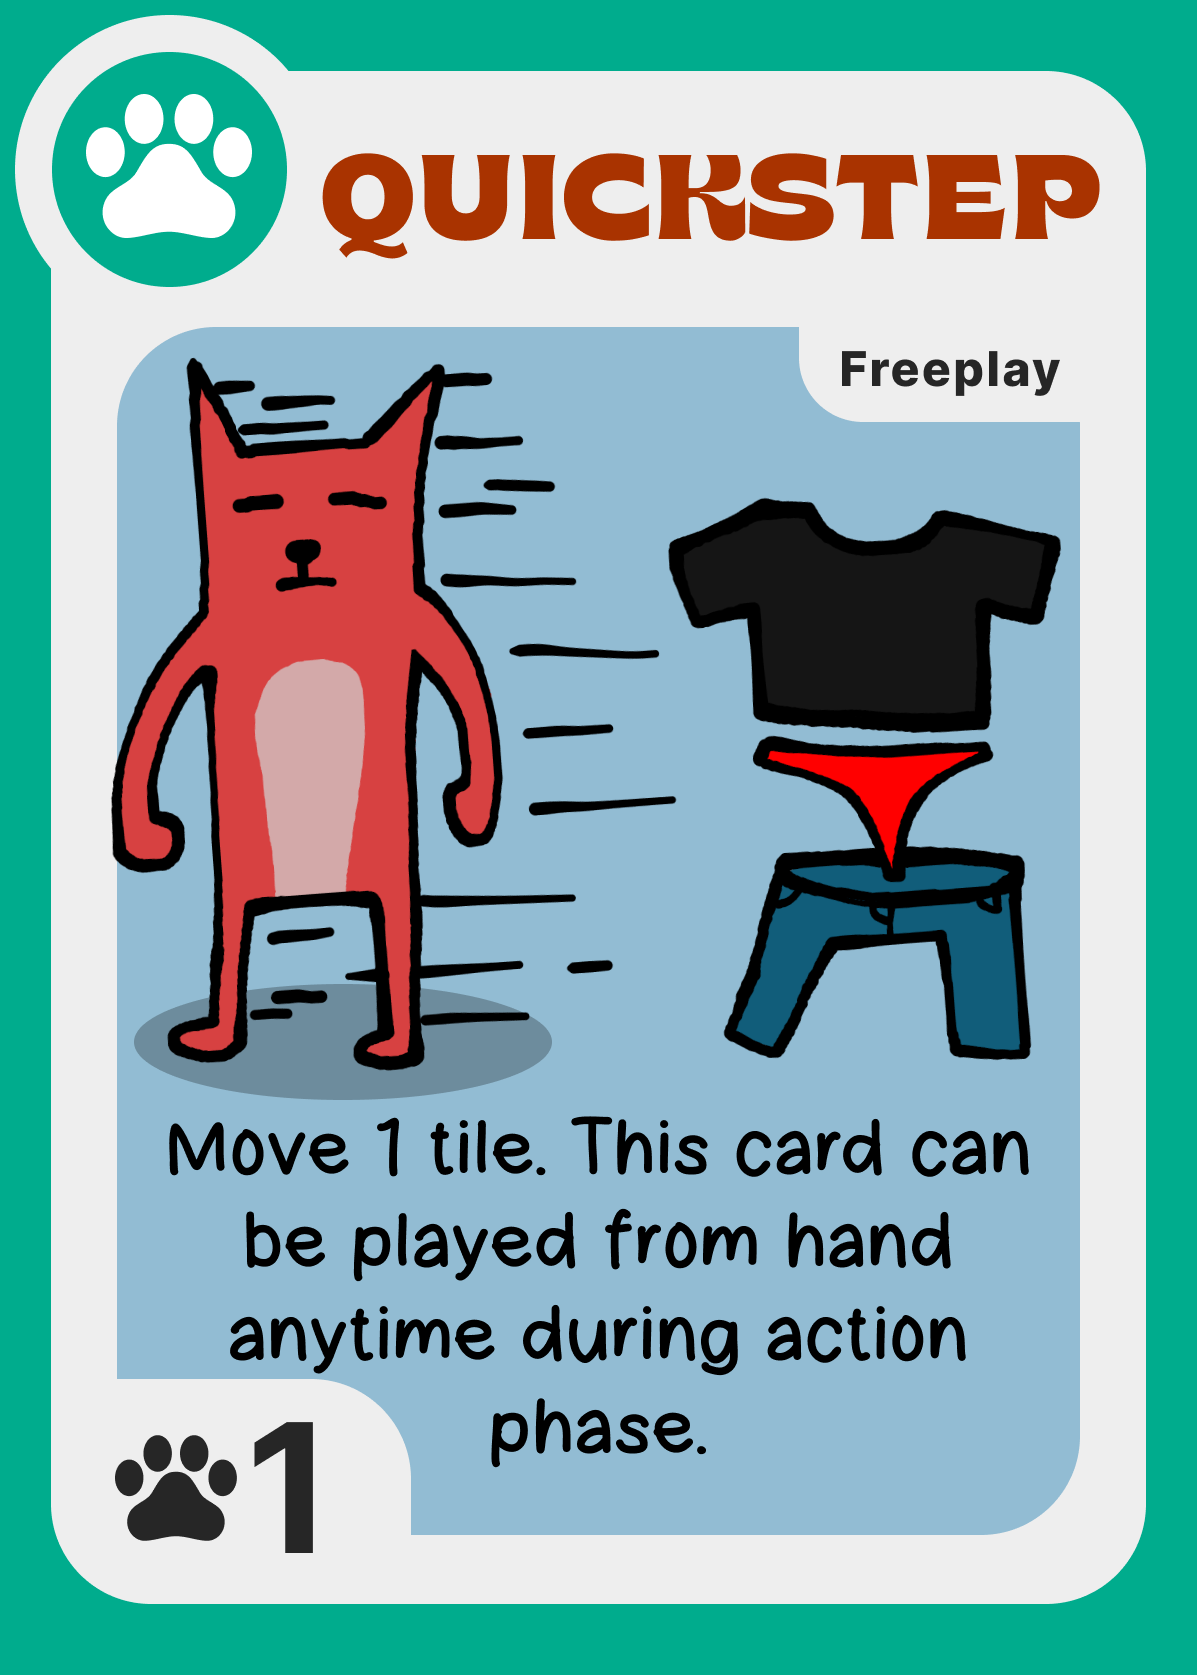 QUICKSTEP
Freeplay
Move 1 tile. This card can
be played from hand
anytime during action
phase.
1